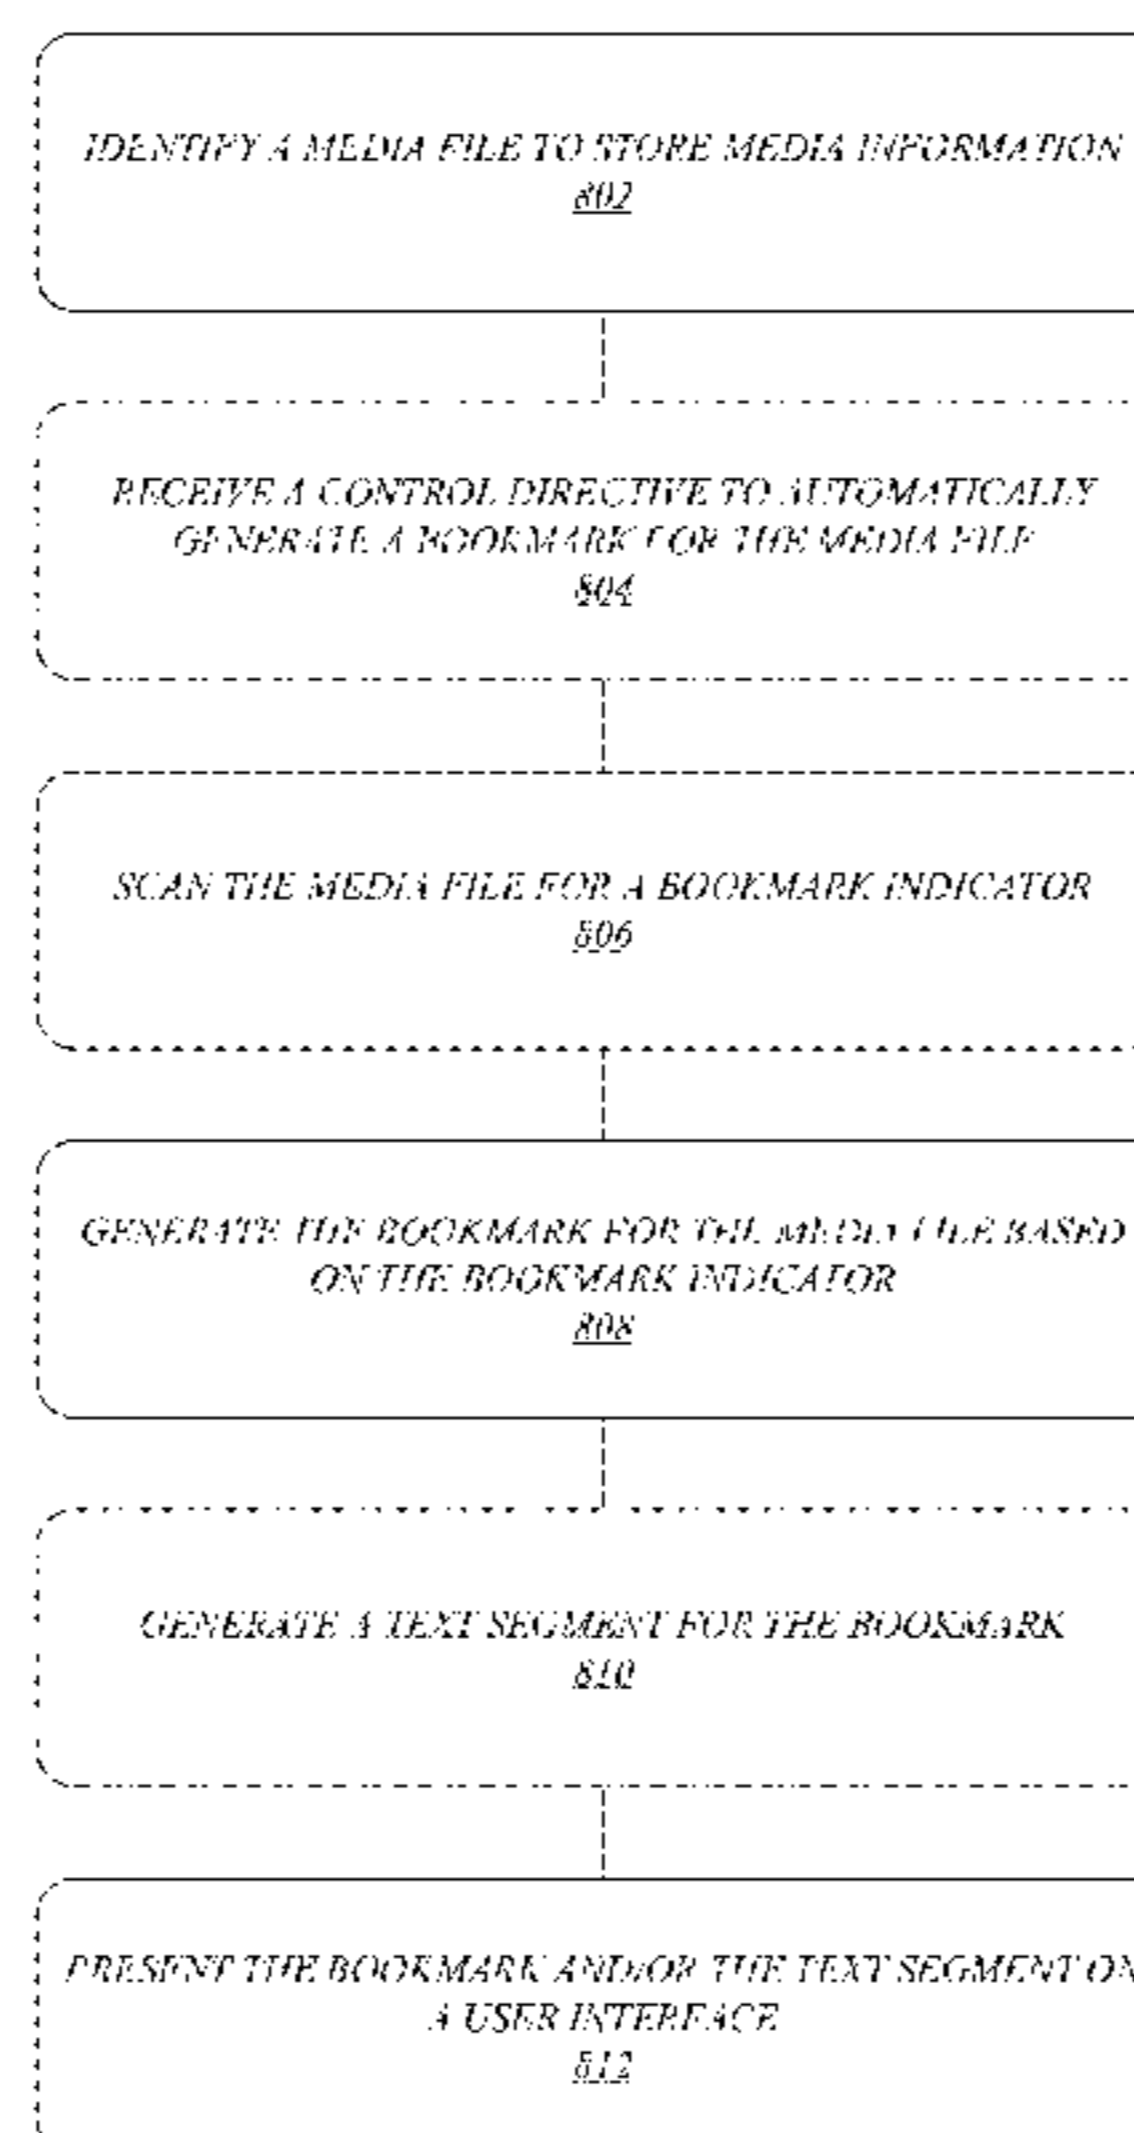 IDENTIFY A MEDIA FILE TO STORE MEDIA INFORMATION
802
RECEIVE A CONTROL DIRECTIVE TO AUTOMATICALLY
GENERATE A BOOKMARK FOR THE MEDIA FILE
804
SCAN THE MEDIA FILE FOR A BOOKMARK INDICATOR
806
GENERATE THE BOOKMARK FOR THE MEDIA FILE BASED
ON THE BOOKMARK INDICATOR
808
GENERATE A TEXT SEGMENT FOR THE BOOKMARK
810
PRESENT THE BOOKMARK AND/OR THE TEXT SEGMENT ON
A USER INTERFACE
812